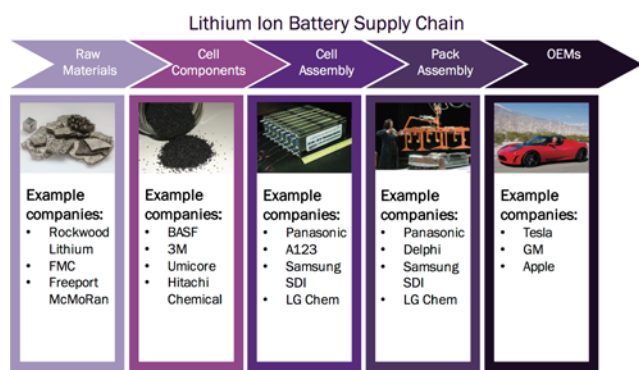 Lithium Ion Battery Supply Chain
Raw
Materials
Cell
Components
Cell
Assembly
Pack
Assembly
OEMs
Example
companies:
• Rockwood
Lithium
• FMC
• Freeport
McMoRan
Example
companies:
• BASF
• 3M
• Umicore
• Hitachi
Chemical
Example
companies:
• Panasonic
• A123
• Samsung
SDI
• LG Chem
Example
companies:
• Panasonic
• Delphi
• Samsung
SDI
• LG Chem
Example
companies:
• Tesla
• GM
• Apple